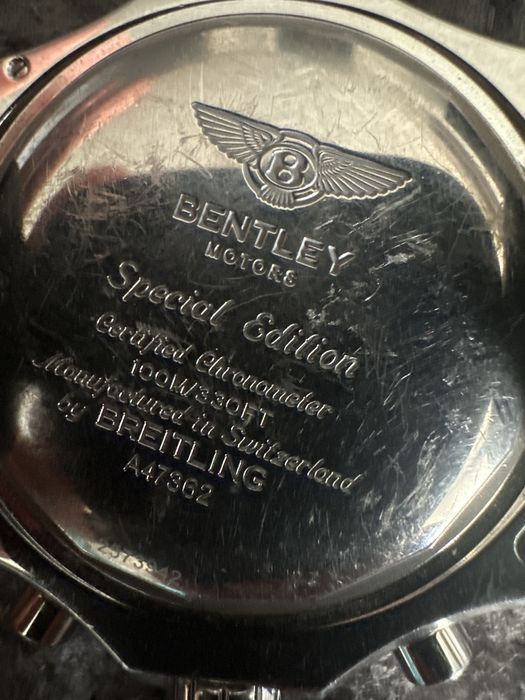 B
BENTLEY
MOTORS
Special Edition
Certified Chronometer
100M/330FT
Manufactured in Switzerland
by BREITLING
A47362